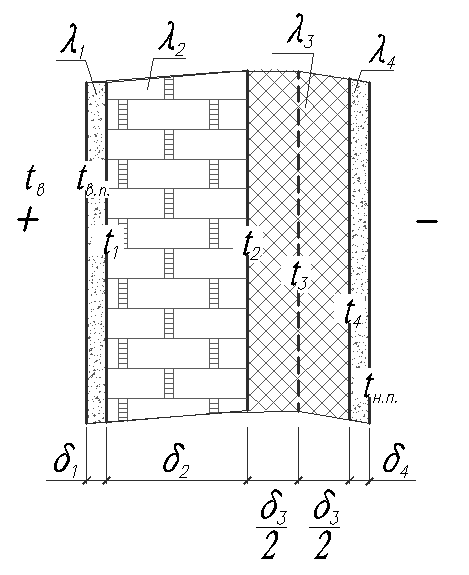 λ₁ λ₂ λ₃ λ₄
tв tв.п.
+ −
t₁ t₂
t₃
t₄
tн.п.
δ₁ δ₂ δ₃/2 δ₃/2 δ₄